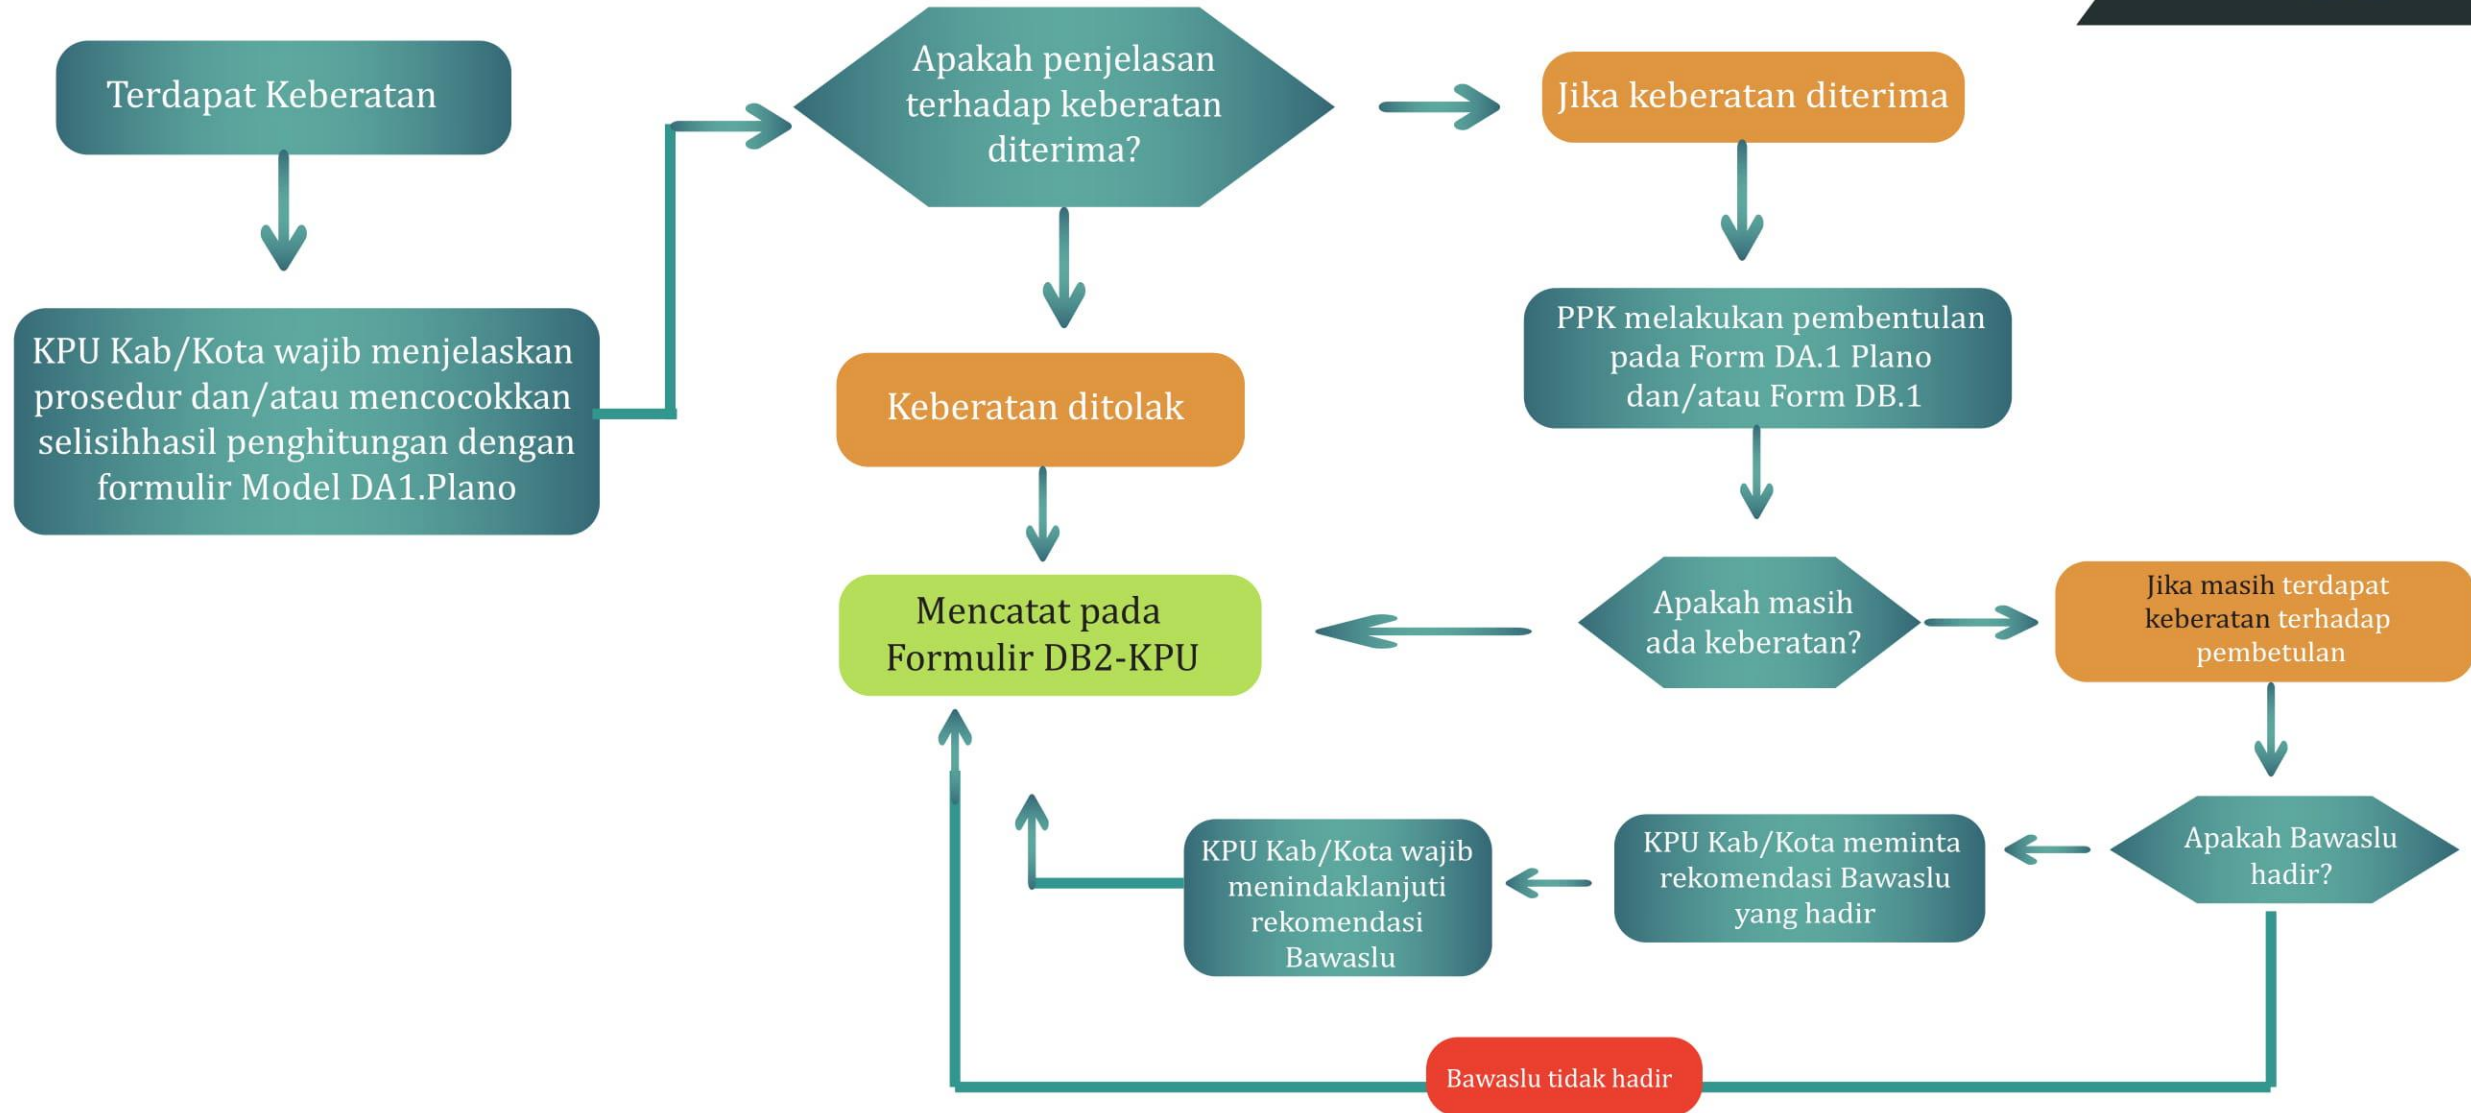 Terdapat Keberatan
KPU Kab/Kota wajib menjelaskan
prosedur dan/atau mencocokkan
selisihhasil penghitungan dengan
formulir Model DA1.Plano
Apakah penjelasan
terhadap keberatan
diterima?
Jika keberatan diterima
Keberatan ditolak
PPK melakukan pembentulan
pada Form DA.1 Plano
dan/atau Form DB.1
Mencatat pada
Formulir DB2-KPU
Apakah masih
ada keberatan?
Jika masih terdapat
keberatan terhadap
pembetulan
Apakah Bawaslu
hadir?
KPU Kab/Kota meminta
rekomendasi Bawaslu
yang hadir
KPU Kab/Kota wajib
menindaklanjuti
rekomendasi
Bawaslu
Bawaslu tidak hadir